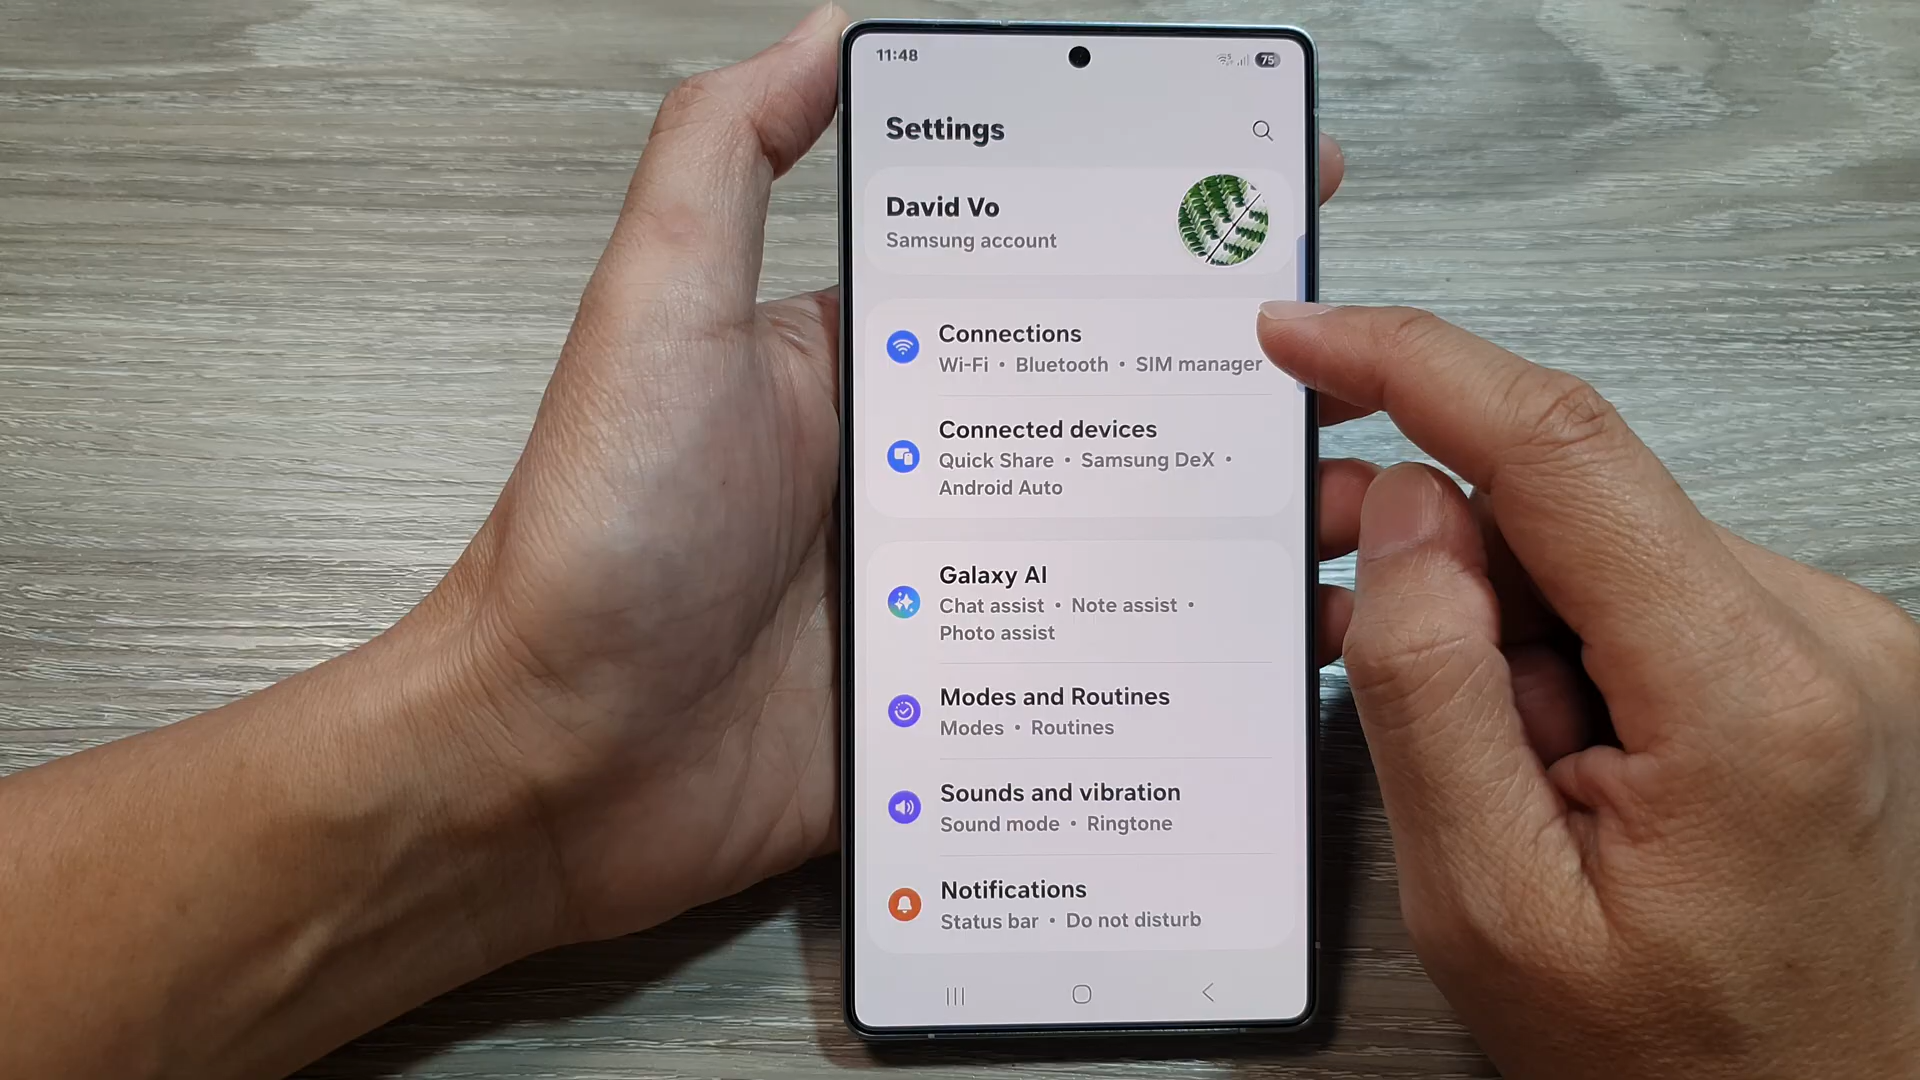 11:48
75
Settings
David Vo
Samsung account
Connections
Wi-Fi • Bluetooth • SIM manager
Connected devices
Quick Share • Samsung DeX •
Android Auto
Galaxy AI
Chat assist • Note assist •
Photo assist
Modes and Routines
Modes • Routines
Sounds and vibration
Sound mode • Ringtone
Notifications
Status bar • Do not disturb